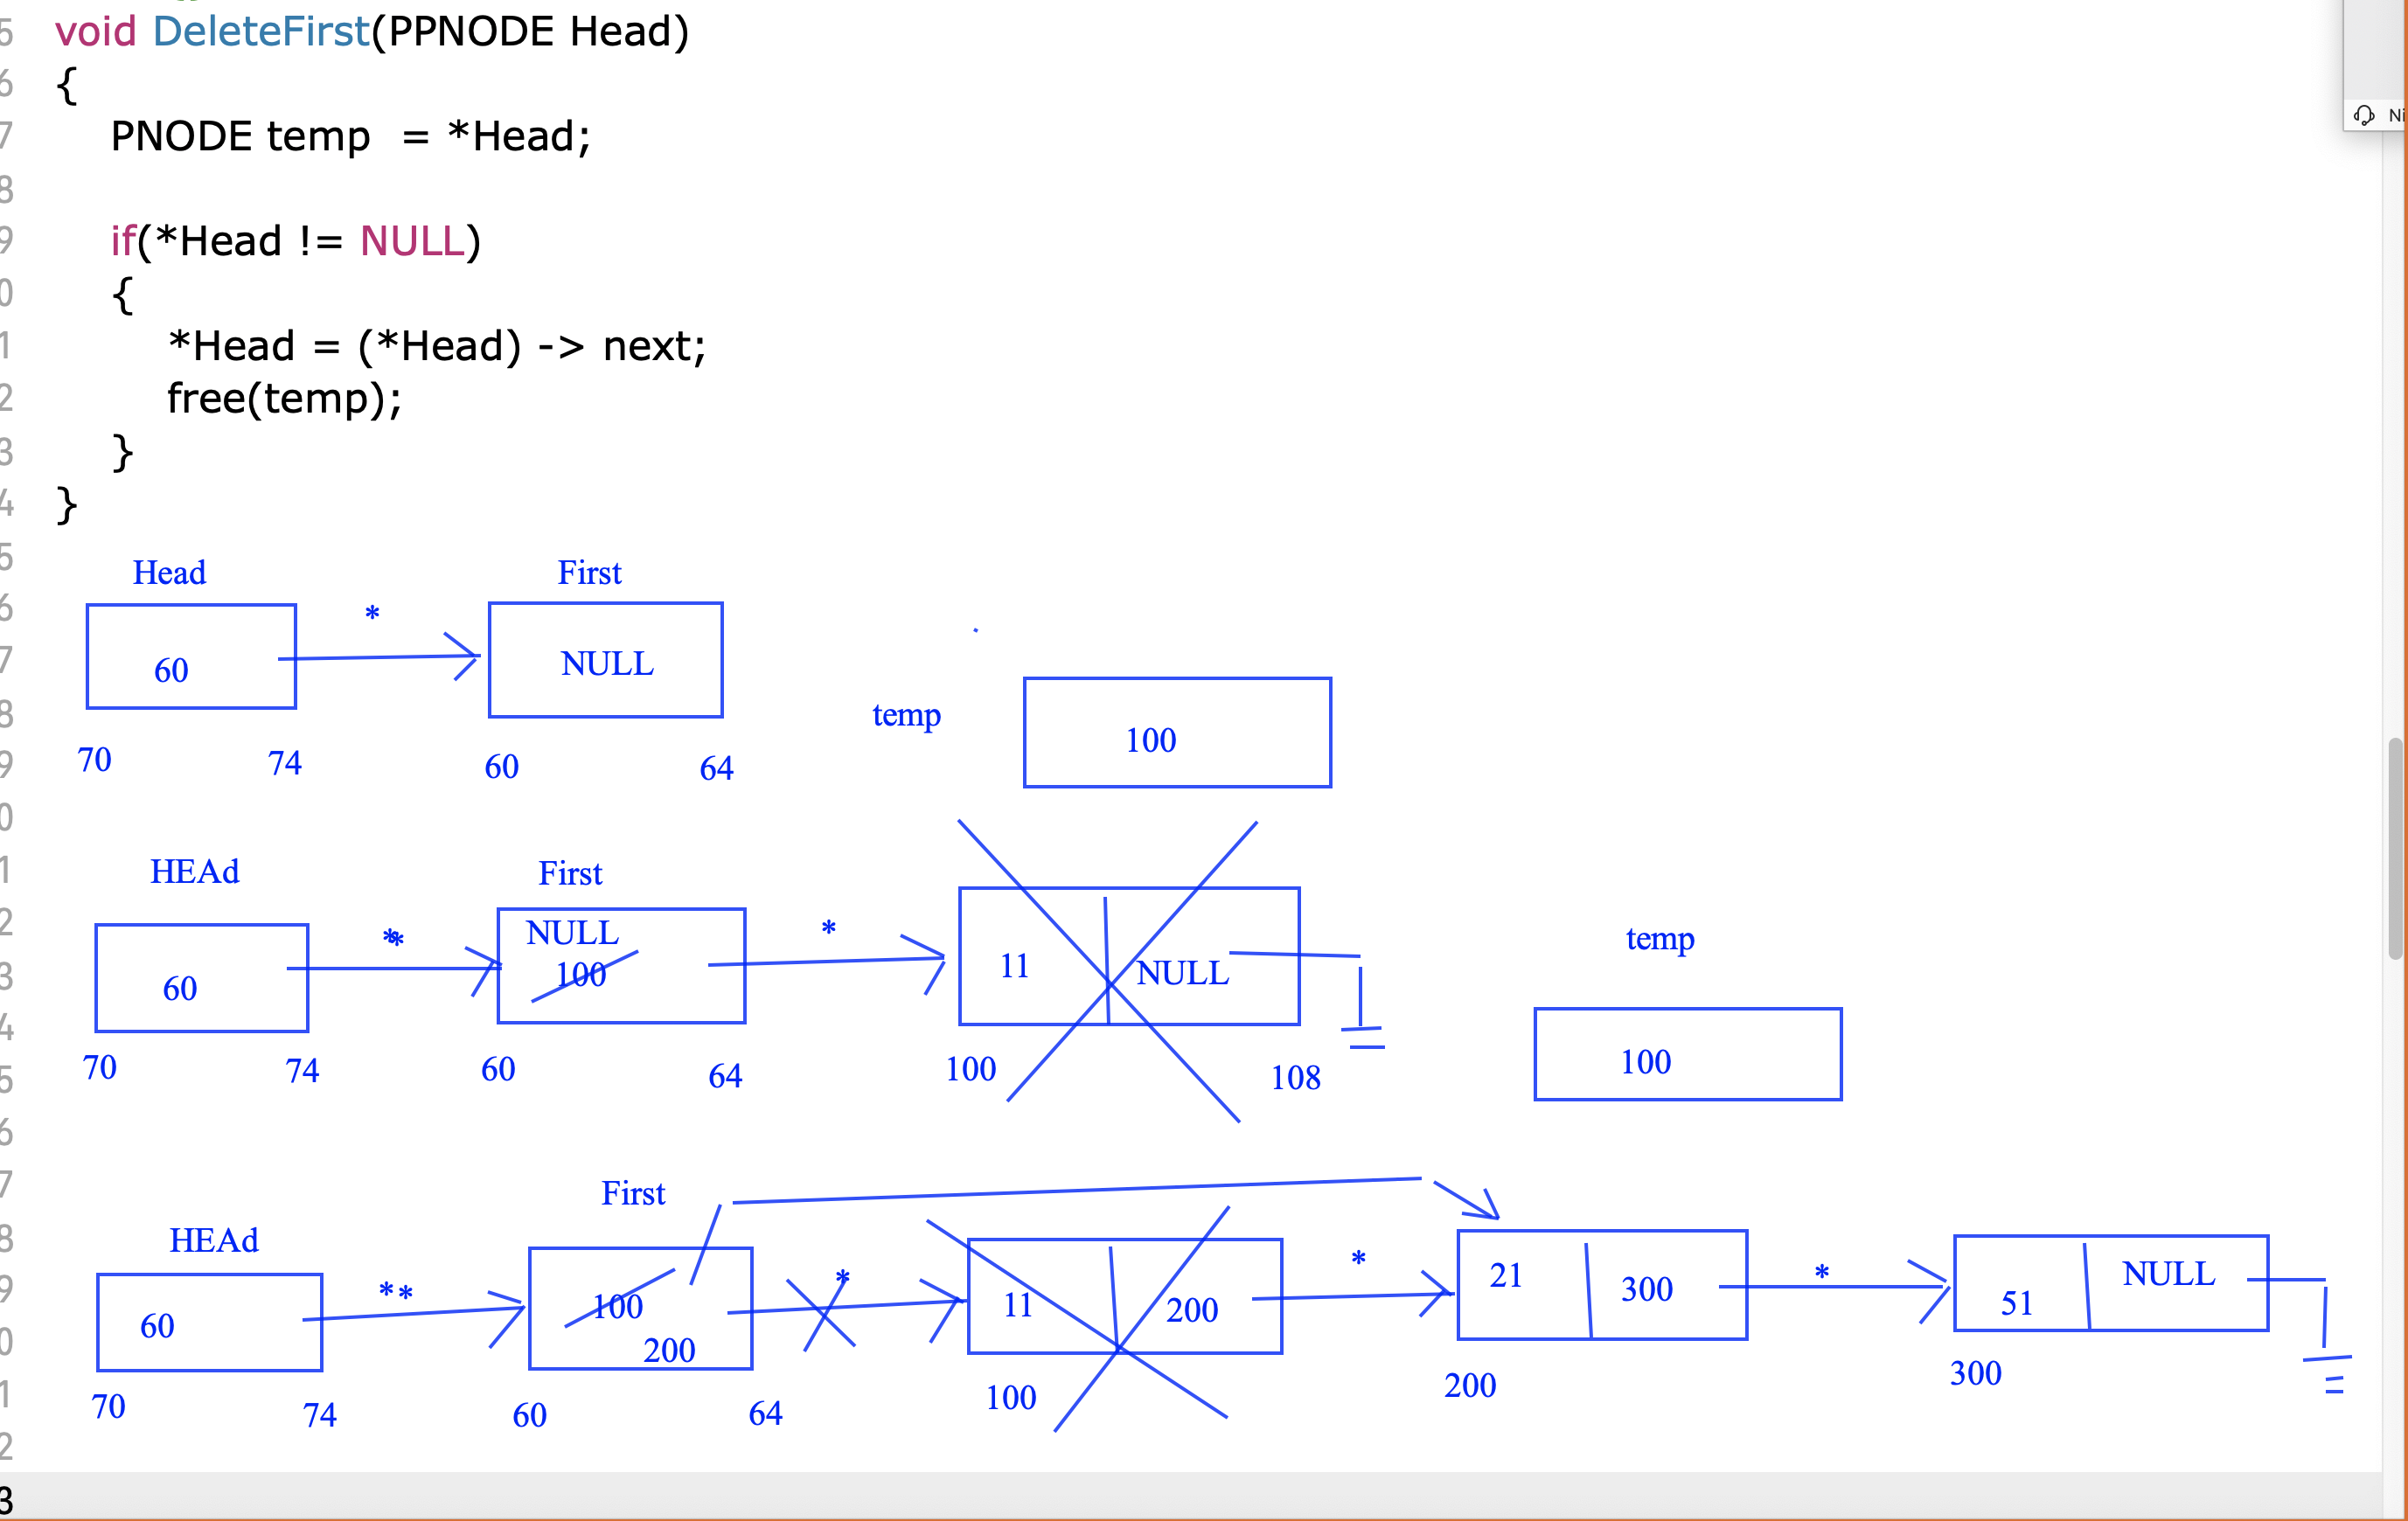 5 void DeleteFirst(PPNODE Head)
6 {
7 PNODE temp = *Head;
8
9 if(*Head != NULL)
0 {
1 *Head = (*Head) -> next;
2 free(temp);
3 }
4 }
5
Head First
6 *
7 60 NULL
8 temp 100
9 70 74 60 64
0
1 HEAd First
2 NULL * temp
** 
3 60 100 11 NULL
4
5 70 74 60 64 100 108 100
6
7 First
8 HEAd
9 ** * * 21 300 * NULL
0 60 100 200 11 200 51
1 70 74 60 64 100 200 300
2
3
Ni